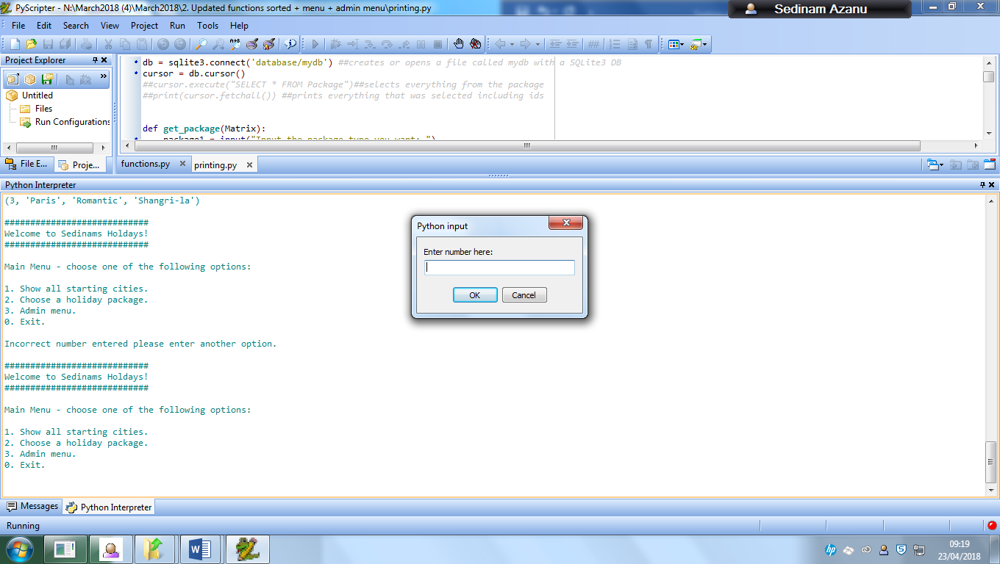 PyScripter - N:\March2018 (4)\March2018\2. Updated functions sorted + menu + admin menu\printing.py
Sedinam Azanu
File Edit Search View Project Run Tools Help
Project Explorer
Untitled
Files
Run Configurations
File E... Proje...
db = sqlite3.connect('database/mydb') ##creates or opens a file called mydb with a SQLite3 DB
cursor = db.cursor()
##cursor.execute("SELECT * FROM Package")##selects everything from the package
##print(cursor.fetchall()) ##prints everything that was selected including ids
def get_package(Matrix):
package1 = input("Input the package type you want: ")
functions.py printing.py
Python Interpreter
(3, 'Paris', 'Romantic', 'Shangri-la')
############################
Welcome to Sedinams Holdays!
############################
Main Menu - choose one of the following options:
1. Show all starting cities.
2. Choose a holiday package.
3. Admin menu.
0. Exit.
Incorrect number entered please enter another option.
############################
Welcome to Sedinams Holdays!
############################
Main Menu - choose one of the following options:
1. Show all starting cities.
2. Choose a holiday package.
3. Admin menu.
0. Exit.
Python input
Enter number here:
OK Cancel
Messages Python Interpreter
Running
09:19
23/04/2018